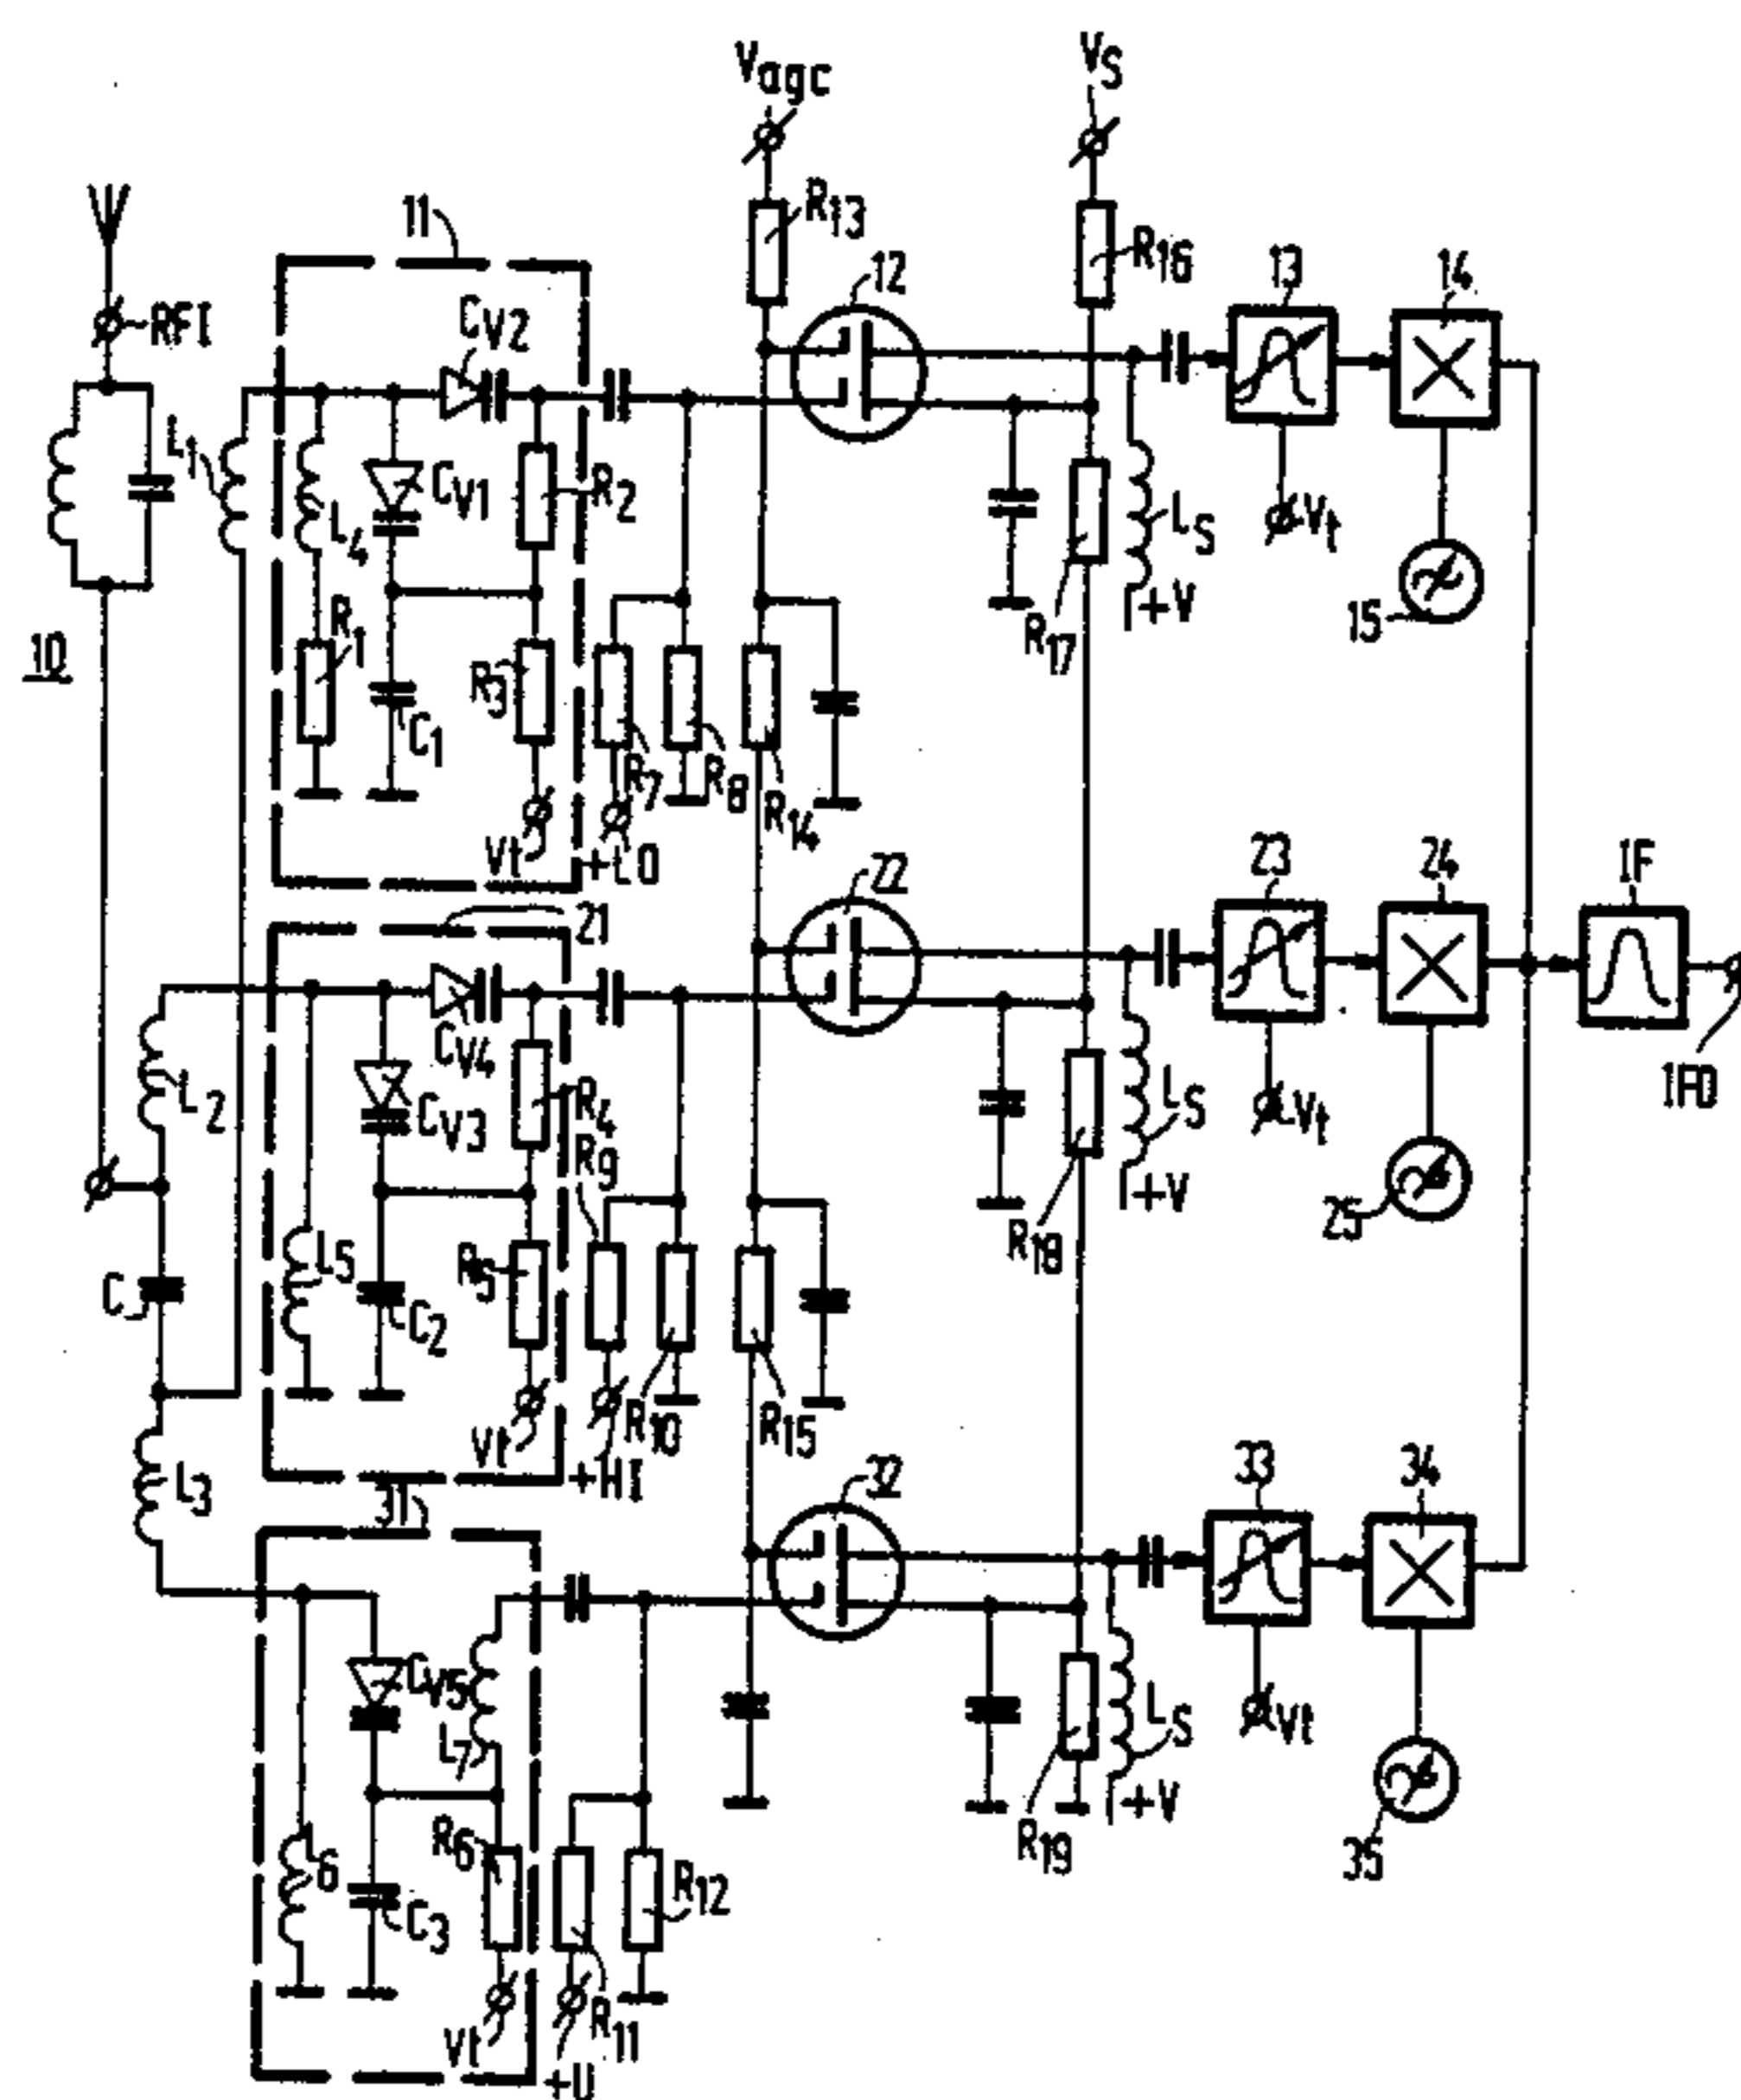 Vagc
VS
R13
R16
11
12
13
14
RFI
CV2
L1
L4
CV1
R2
LS
Vt
10
R1
R3
C1
R7
R8
R14
R17
+V
15
Vt
+LO
21
22
23
24
IF
L2
CV4
CV3
R4
R9
LS
Vt
IFO
+V
R18
25
L5
R5
C
C2
Vt
+HI
R10
R15
L3
31
32
33
34
CV5
L7
LS
Vt
+V
L6
R6
R19
35
C3
R12
Vt
R11
+U